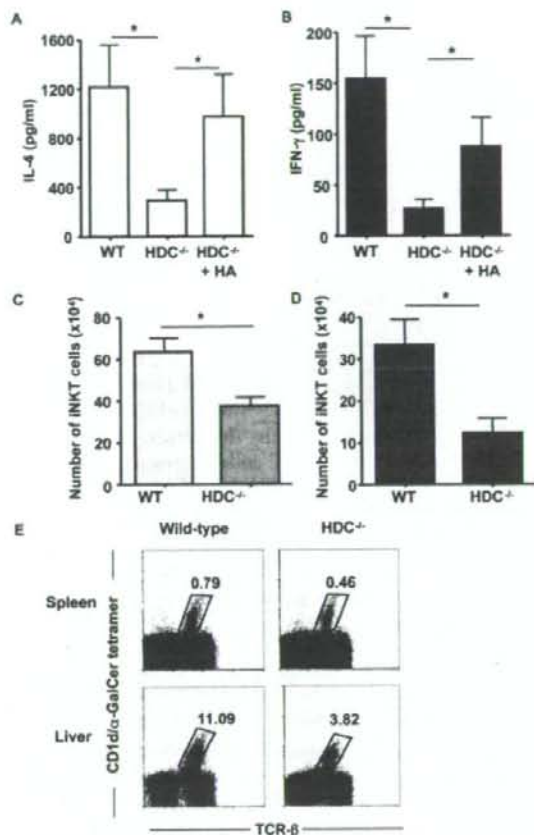 A
IL-4 (pg/ml)
1600
1200
800
400
0
*
*
WT
HDC-/-
HDC-/-
+ HA
B
IFN-γ (pg/ml)
200
150
100
50
0
*
*
WT
HDC-/-
HDC-/-
+ HA
C
Number of iNKT cells (x10⁴)
80
60
40
20
0
*
WT
HDC-/-
D
Number of iNKT cells (x10⁴)
40
30
20
10
0
*
WT
HDC-/-
E
Wild-type
HDC-/-
CD1d/α-GalCer tetramer
Spleen
0.79
0.46
Liver
11.09
3.82
TCR-β